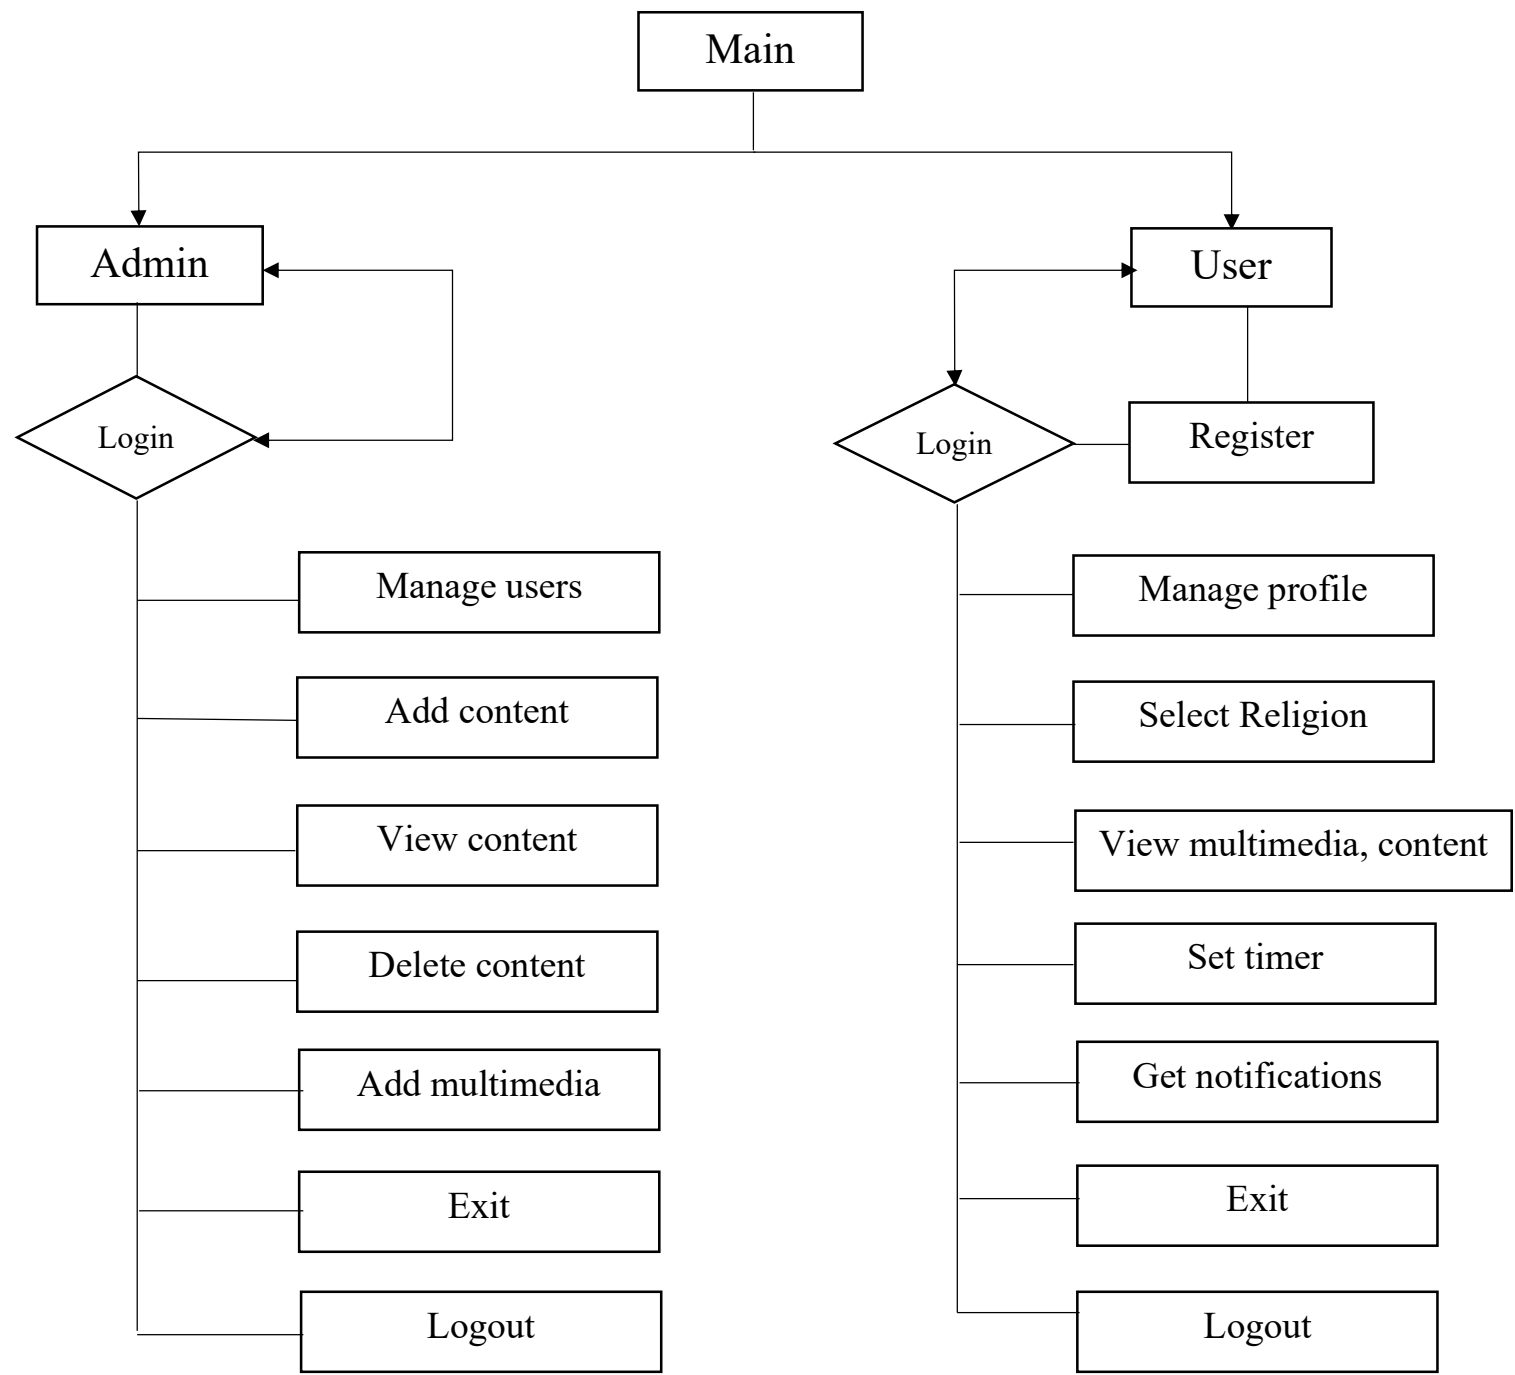 Main
Admin
User
Login
Login
Register
Manage users
Add content
View content
Delete content
Add multimedia
Exit
Logout
Manage profile
Select Religion
View multimedia, content
Set timer
Get notifications
Exit
Logout